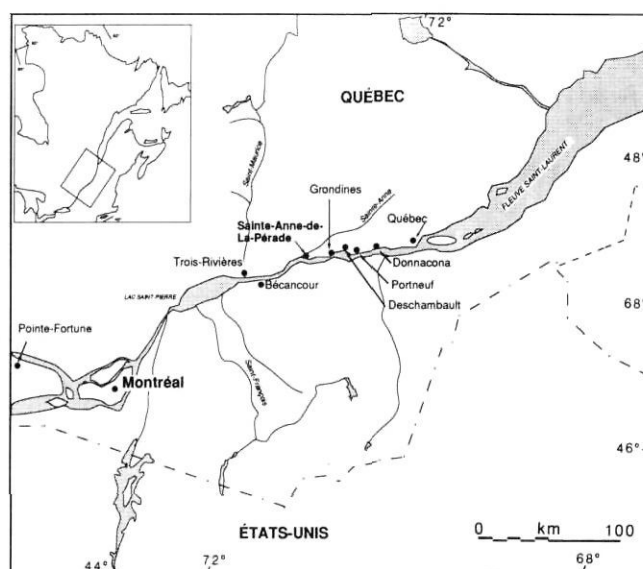 72°
QUÉBEC
48°
FLEUVE SAINT-LAURENT
Saint-Maurice
Grondines
Sainte-Anne
Sainte-Anne-de-
La-Pérade
Québec
Trois-Rivières
Donnacona
Bécancour
Portneuf
LAC SAINT PIERRE
Deschambault
68°
Pointe-Fortune
Saint-François
Montréal
46°
ÉTATS-UNIS
0 km 100
44°
72°
68°